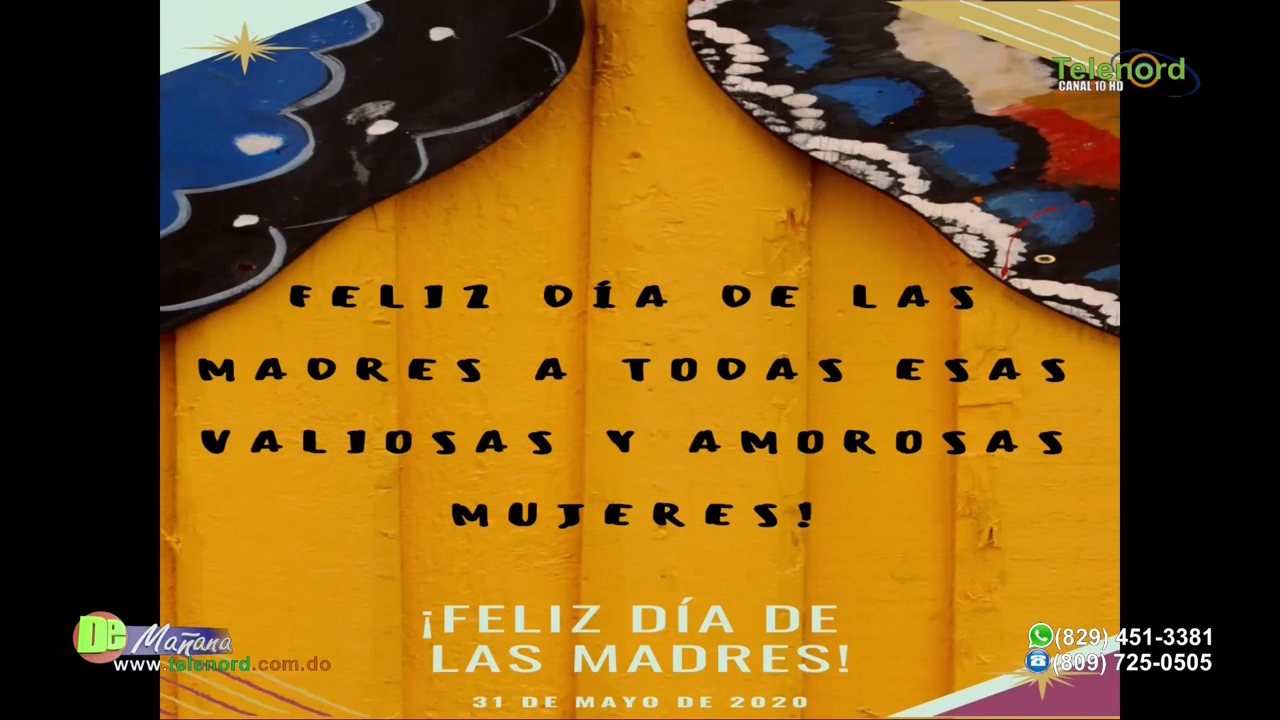 Telenord
CANAL 10 HD
FELIZ DÍA DE LAS
MADRES A TODAS ESAS
VALIOSAS Y AMOROSAS
MUJERES!
¡FELIZ DÍA DE
LAS MADRES!
31 DE MAYO DE 2020
De Mañana
www.telenord.com.do
(829) 451-3381
(809) 725-0505